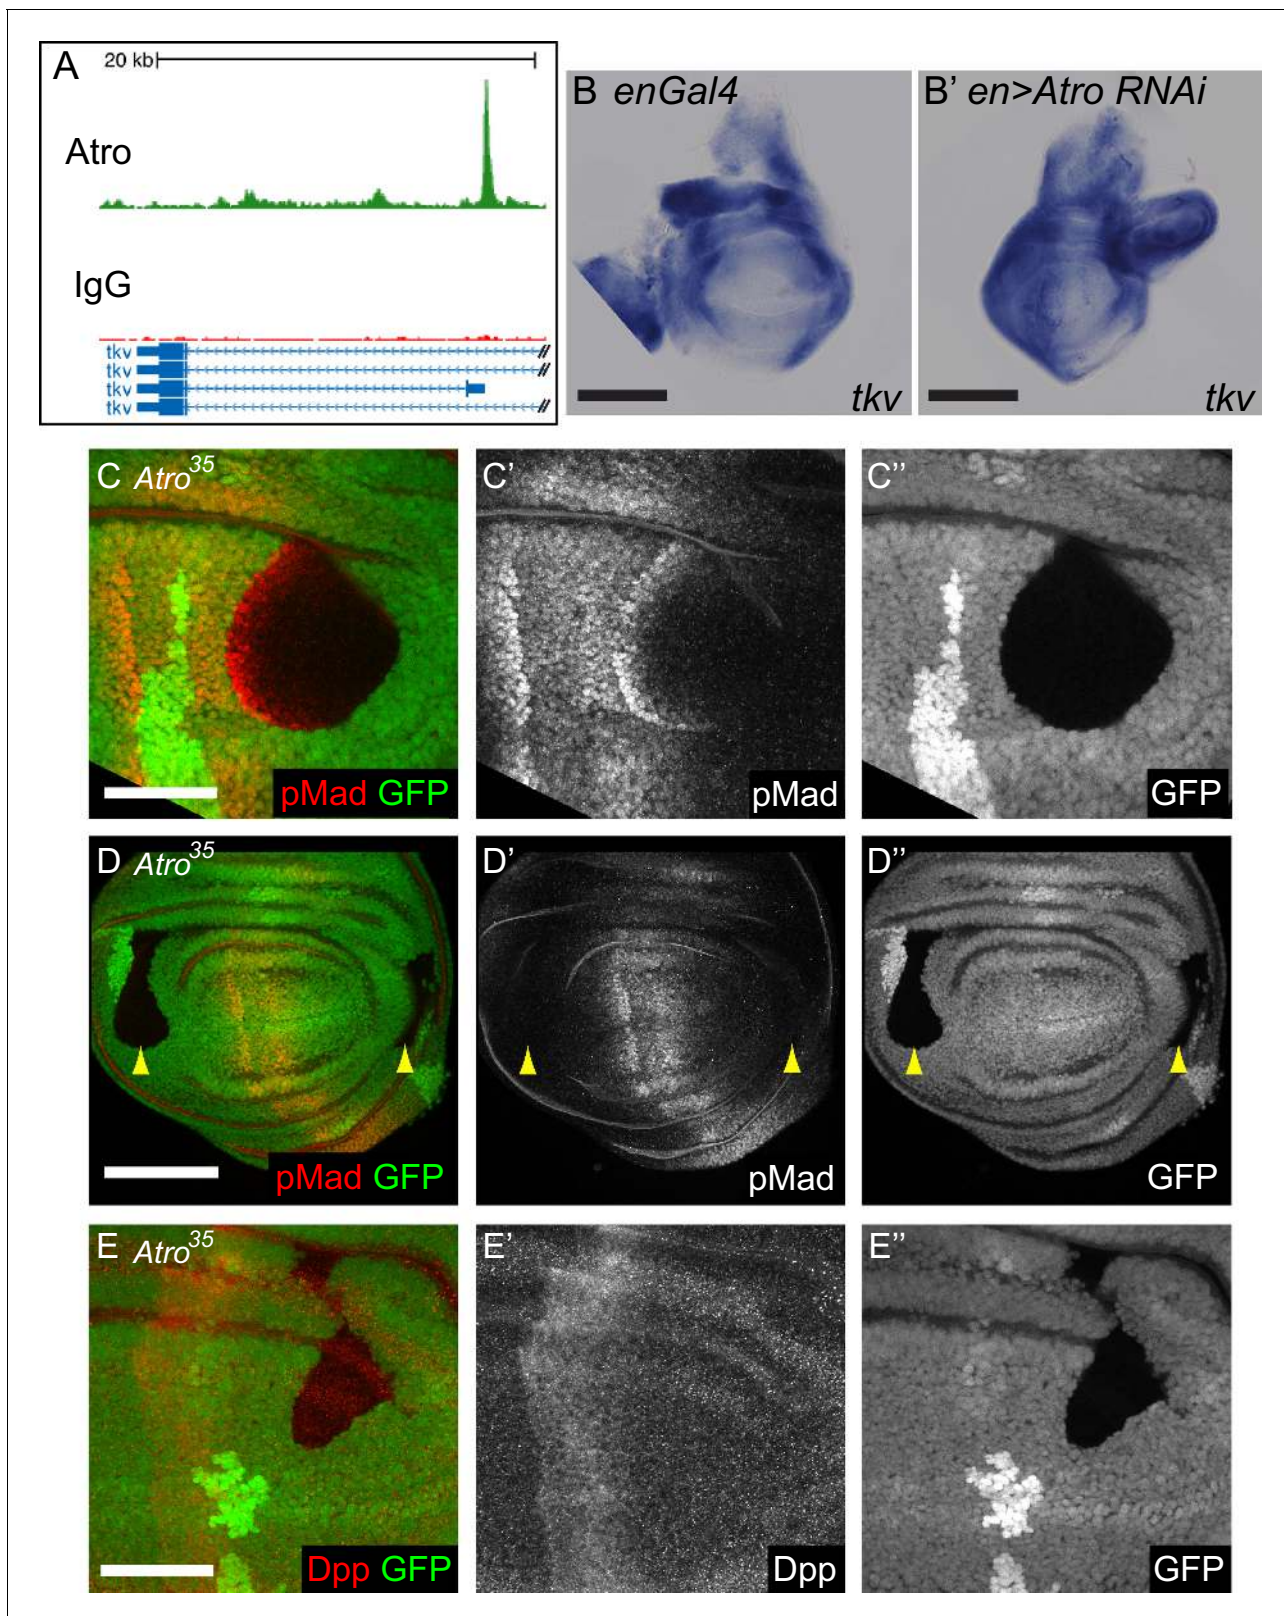 A
20 kb
Atro
IgG
tkv
tkv
tkv
tkv
B enGal4
tkv
B' en>Atro RNAi
tkv
C Atro35
pMad GFP
C'
pMad
C''
GFP
D Atro35
pMad GFP
D'
pMad
D''
GFP
E Atro35
Dpp GFP
E'
Dpp
E''
GFP